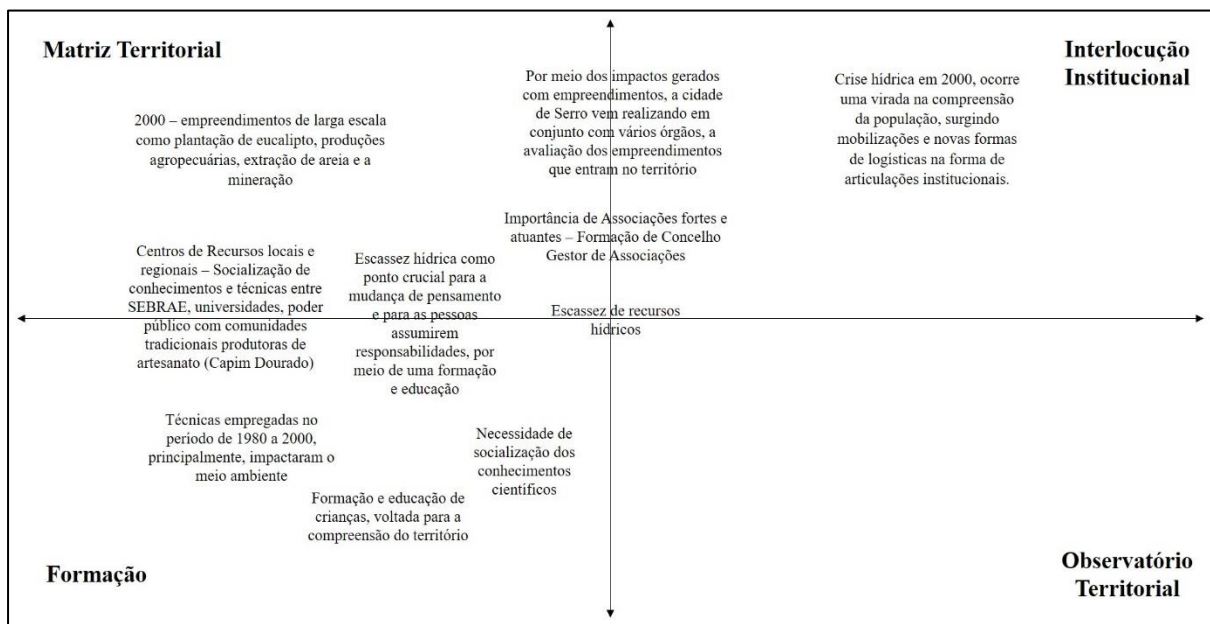 Matriz Territorial
Interlocução
Institucional
2000 – empreendimentos de larga escala
como plantação de eucalipto, produções
agropecuárias, extração de areia e a
mineração
Por meio dos impactos gerados
com empreendimentos, a cidade
de Serro vem realizando em
conjunto com vários órgãos, a
avaliação dos empreendimentos
que entram no território
Crise hídrica em 2000, ocorre
uma virada na compreensão
da população, surgindo
mobilizações e novas formas
de logísticas na forma de
articulações institucionais.
Importância de Associações fortes e
atuantes – Formação de Concelho
Gestor de Associações
Centros de Recursos locais e
regionais – Socialização de
conhecimentos e técnicas entre
SEBRAE, universidades, poder
público com comunidades
tradicionais produtoras de
artesanato (Capim Dourado)
Escassez hídrica como
ponto crucial para a
mudança de pensamento
e para as pessoas
assumirem
responsabilidades, por
meio de uma formação
e educação
Escassez de recursos
hídricos
Técnicas empregadas no
período de 1980 a 2000,
principalmente, impactaram o
meio ambiente
Necessidade de
socialização dos
conhecimentos
científicos
Formação e educação de
crianças, voltada para a
compreensão do território
Formação
Observatório
Territorial